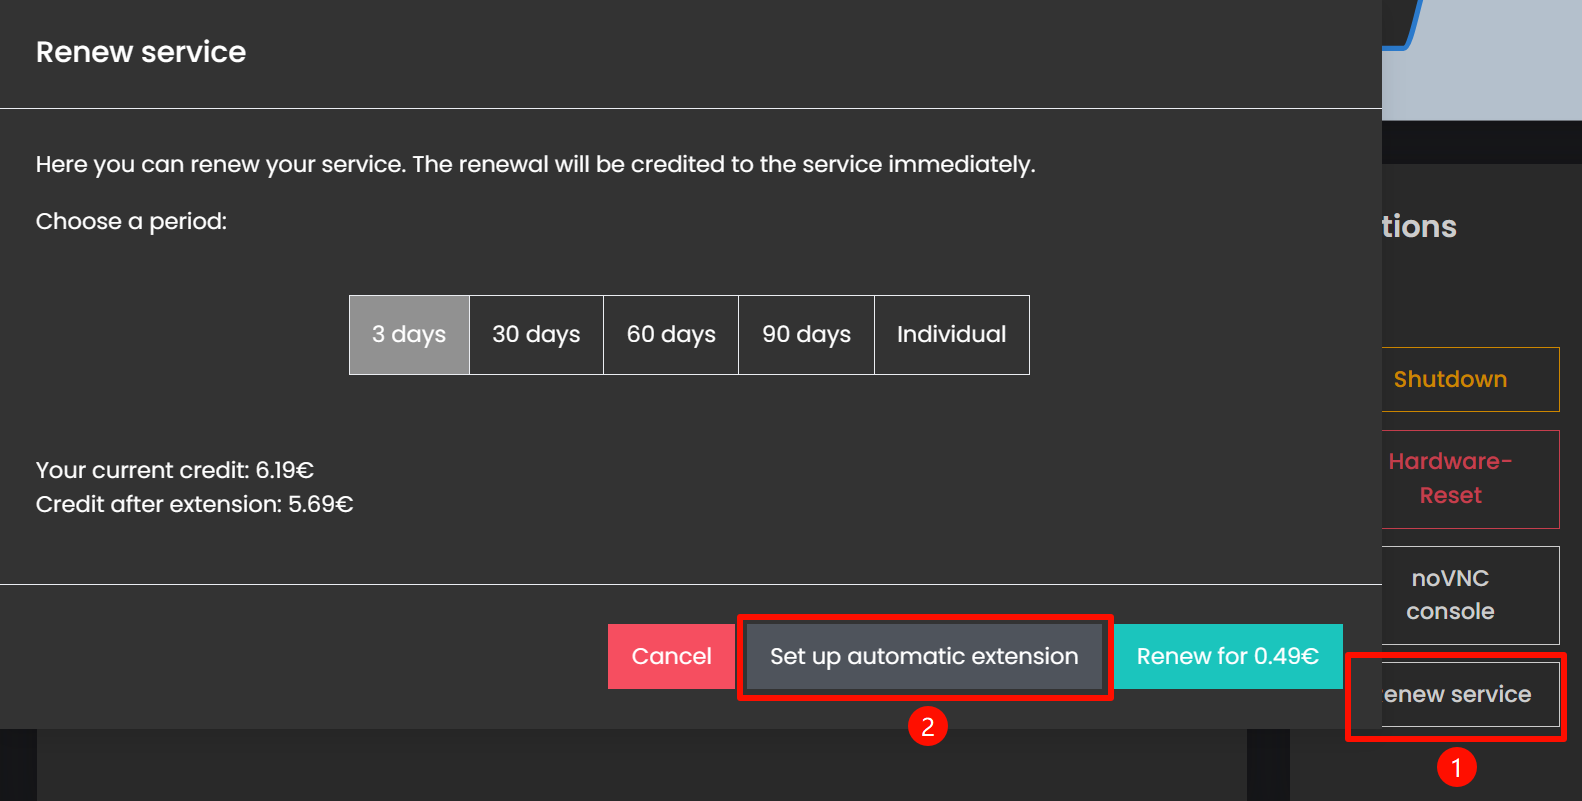 Renew service
Here you can renew your service. The renewal will be credited to the service immediately.
Choose a period:
3 days
30 days
60 days
90 days
Individual
Your current credit: 6.19€
Credit after extension: 5.69€
Cancel
Set up automatic extension
Renew for 0.49€
2
tions
Shutdown
Hardware-
Reset
noVNC
console
enew service
1